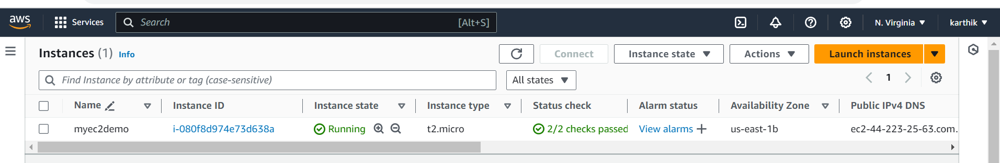 aws Services Search [Alt+S] N. Virginia karthik
Instances (1) Info Connect Instance state Actions Launch instances
Find Instance by attribute or tag (case-sensitive) All states 1
Name Instance ID Instance state Instance type Status check Alarm status Availability Zone Public IPv4 DNS
myec2demo i-080f8d974e73d638a Running t2.micro 2/2 checks passed View alarms us-east-1b ec2-44-223-25-63.com.